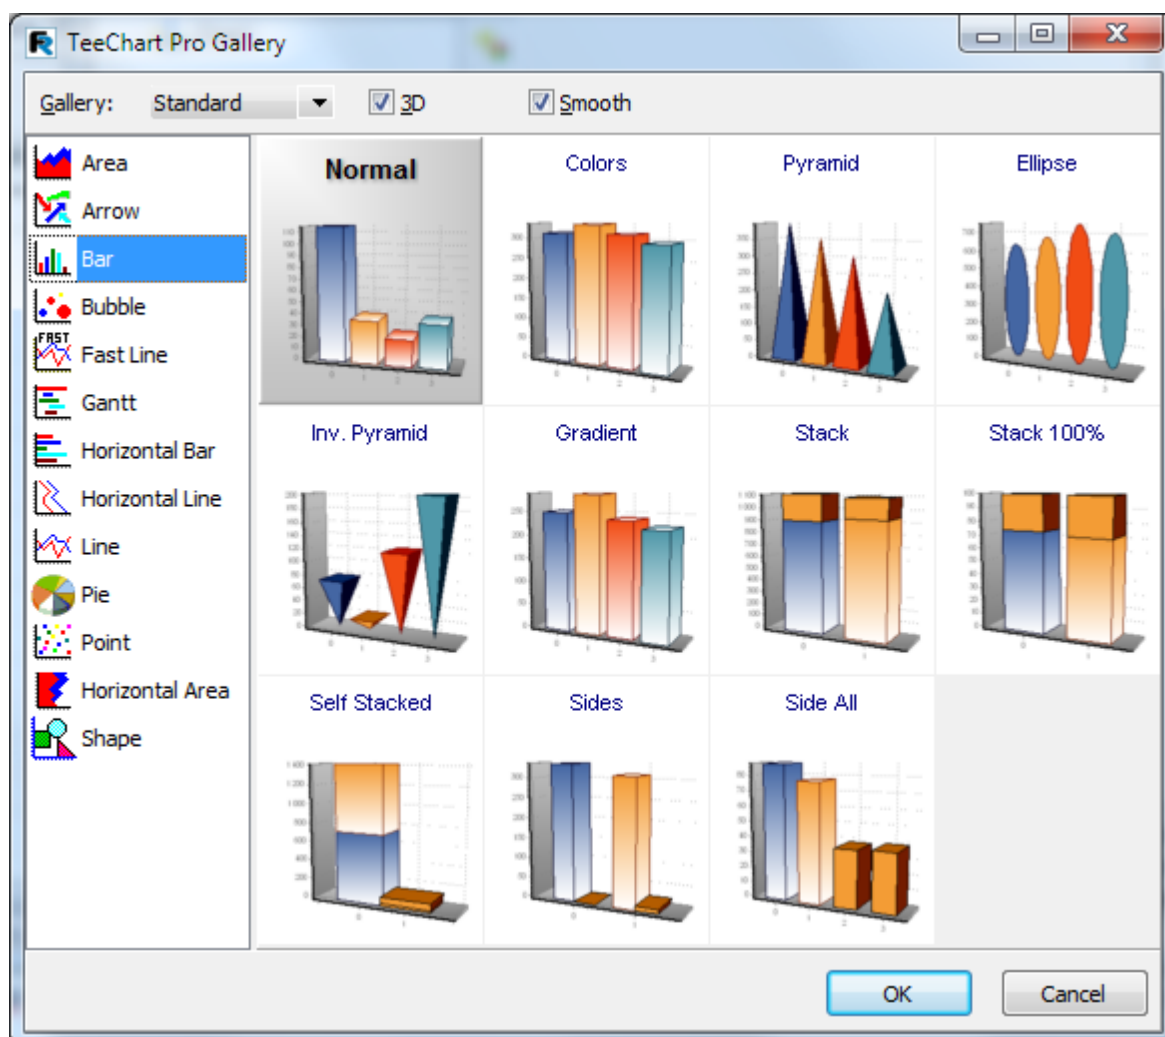 TeeChart Pro Gallery
Gallery: Standard 3D Smooth
Area
Arrow
Bar
Bubble
FAST
Fast Line
Gantt
Horizontal Bar
Horizontal Line
Line
Pie
Point
Horizontal Area
Shape
Normal Colors Pyramid Ellipse
Inv. Pyramid Gradient Stack Stack 100%
Self Stacked Sides Side All
OK Cancel